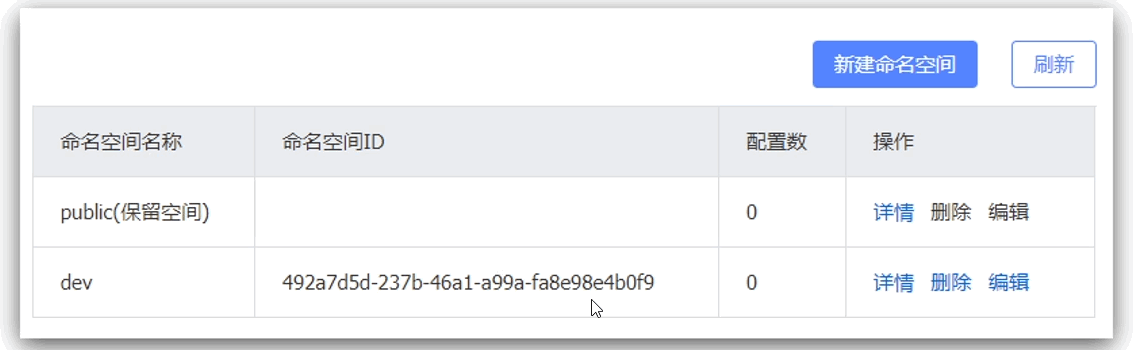 新建命名空间 刷新
命名空间名称 命名空间ID 配置数 操作
public(保留空间) 0 详情 删除 编辑
dev 492a7d5d-237b-46a1-a99a-fa8e98e4b0f9 0 详情 删除 编辑